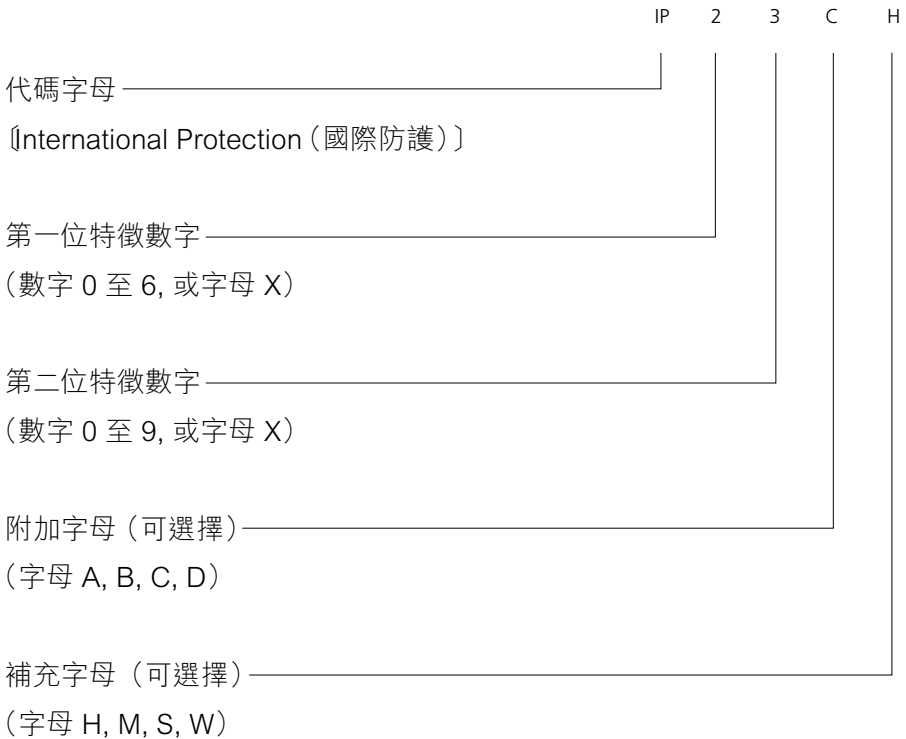 IP 2 3 C H
代碼字母
〔International Protection（國際防護）〕
第一位特徵數字
（數字 0 至 6, 或字母 X）
第二位特徵數字
（數字 0 至 9, 或字母 X）
附加字母（可選擇）
（字母 A, B, C, D）
補充字母（可選擇）
（字母 H, M, S, W）